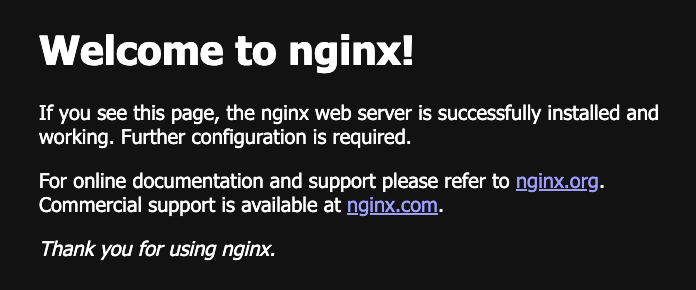 Welcome to nginx!
If you see this page, the nginx web server is successfully installed and
working. Further configuration is required.
For online documentation and support please refer to nginx.org.
Commercial support is available at nginx.com.
Thank you for using nginx.